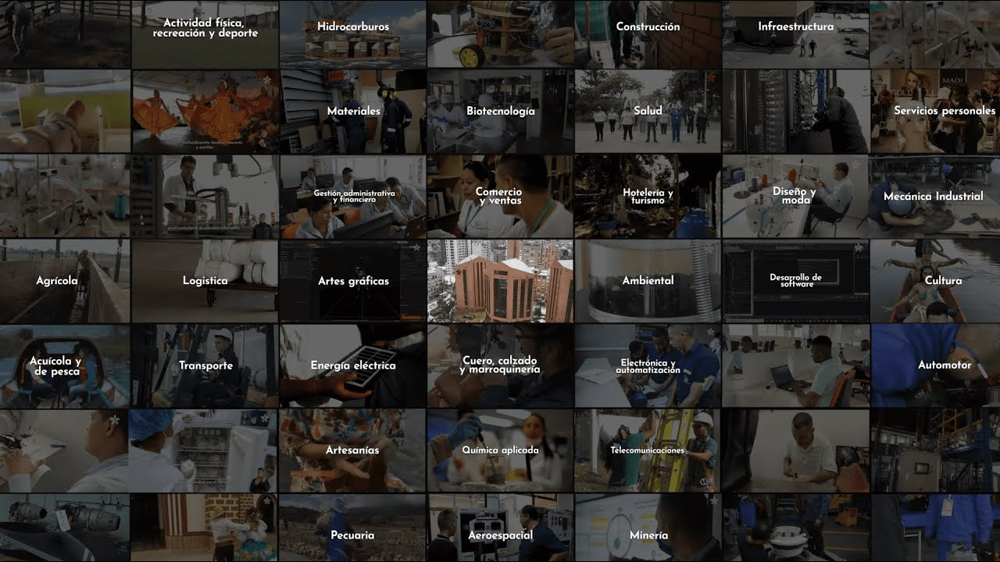 Actividad física,
recreación y deporte
Hidrocarburos
Construcción
Infraestructura
Materiales
Biotecnología
Salud
MADI
Servicios personales
Gestión administrativa
y financiera
Comercio
y ventas
Hotelería y
turismo
Diseño y
moda
Mecánica Industrial
Agrícola
Logistica
Artes gráficas
Ambiental
Desarrollo de
software
Cultura
Acuícola y
de pesca
Transporte
Energía eléctrica
Cuero, calzado
y marroquinería
Electrónica y
automatización
Automotor
Artesanías
Química aplicada
Telecomunicaciones
Pecuaria
Aeroespacial
Minería